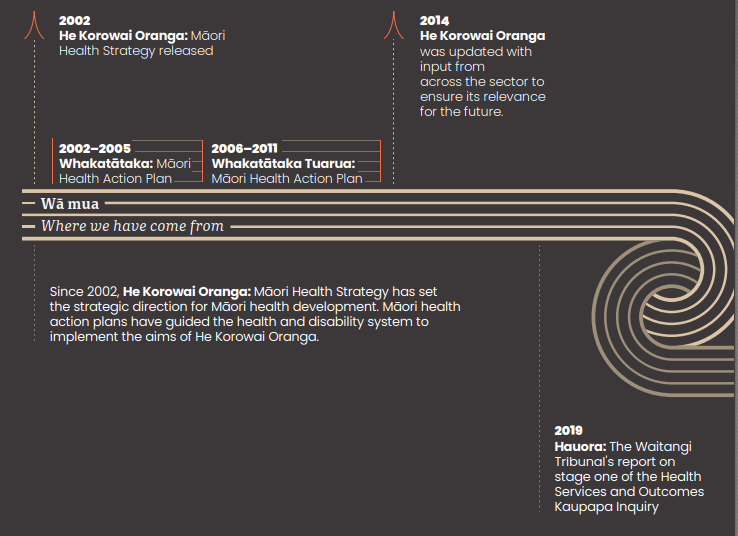 2002
He Korowai Oranga: Māori
Health Strategy released
2014
He Korowai Oranga
was updated with
input from
across the sector to
ensure its relevance
for the future.
2002–2005
Whakatātaka: Māori
Health Action Plan
2006–2011
Whakatātaka Tuarua:
Māori Health Action Plan
Wā mua
Where we have come from
Since 2002, He Korowai Oranga: Māori Health Strategy has set
the strategic direction for Māori health development. Māori health
action plans have guided the health and disability system to
implement the aims of He Korowai Oranga.
2019
Hauora: The Waitangi
Tribunal's report on
stage one of the Health
Services and Outcomes
Kaupapa Inquiry